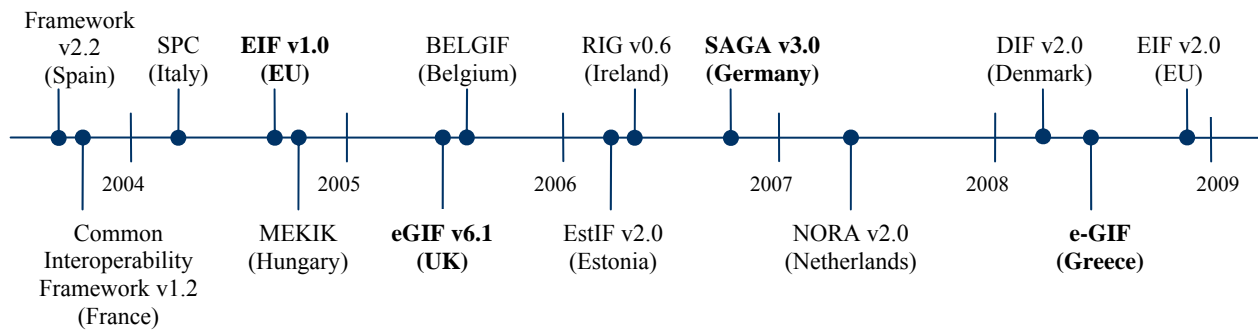 Framework
v2.2
(Spain)
SPC
(Italy)
EIF v1.0
(EU)
BELGIF
(Belgium)
RIG v0.6
(Ireland)
SAGA v3.0
(Germany)
DIF v2.0
(Denmark)
EIF v2.0
(EU)
2004
2005
2006
2007
2008
2009
Common
Interoperability
Framework v1.2
(France)
MEKIK
(Hungary)
eGIF v6.1
(UK)
EstIF v2.0
(Estonia)
NORA v2.0
(Netherlands)
e-GIF
(Greece)